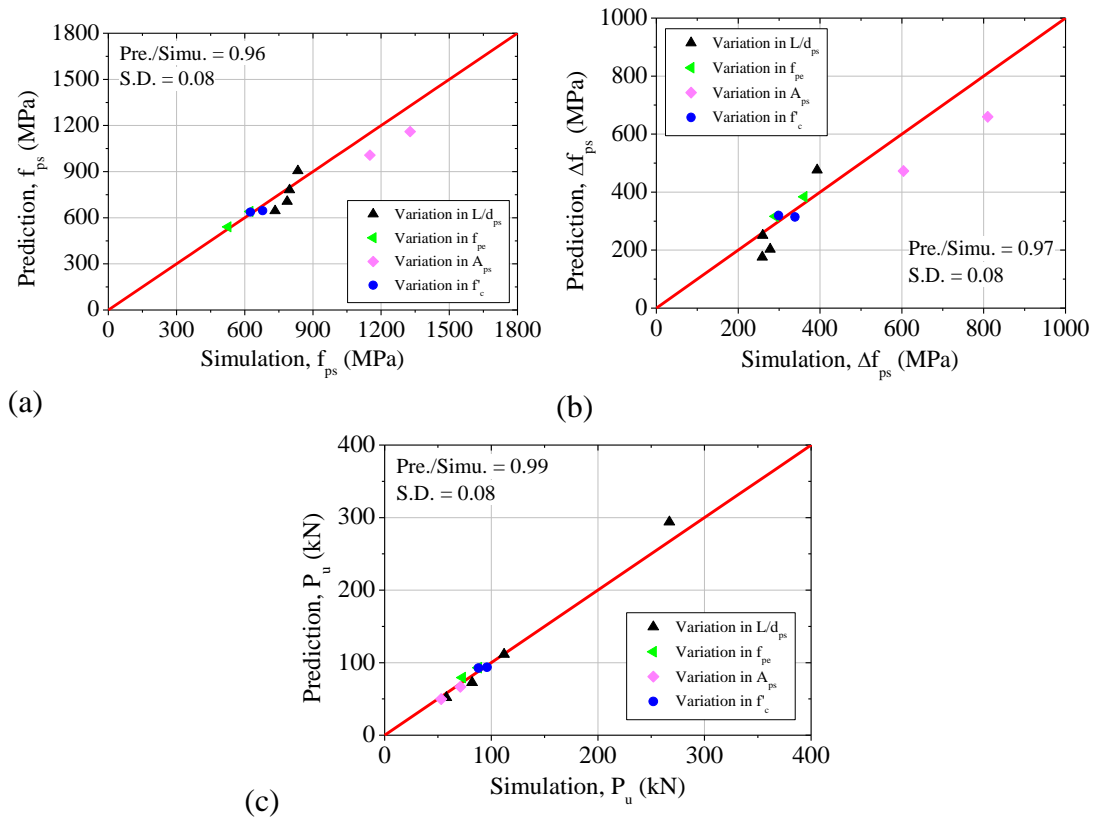 Pre./Simu. = 0.96
S.D. = 0.08
Prediction, f_ps (MPa)
1800
1500
1200
900
600
300
0
Variation in L/d_ps
Variation in f_pe
Variation in A_ps
Variation in f'_c
0 300 600 900 1200 1500 1800
Simulation, f_ps (MPa)
(a)
Prediction, Δf_ps (MPa)
1000
800
600
400
200
0
Variation in L/d_ps
Variation in f_pe
Variation in A_ps
Variation in f'_c
Pre./Simu. = 0.97
S.D. = 0.08
0 200 400 600 800 1000
Simulation, Δf_ps (MPa)
(b)
Pre./Simu. = 0.99
S.D. = 0.08
Prediction, P_u (kN)
400
300
200
100
0
Variation in L/d_ps
Variation in f_pe
Variation in A_ps
Variation in f'_c
0 100 200 300 400
Simulation, P_u (kN)
(c)